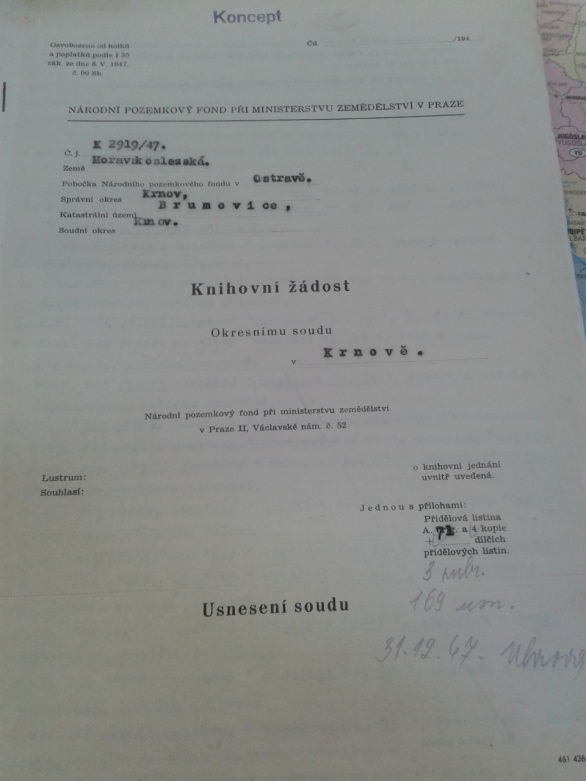 Koncept
Osvobozeno od kolků
a poplatků podle § 33
zák. ze dne 8. V. 1947,
č. 90 Sb.
Čd. /194
NÁRODNÍ POZEMKOVÝ FOND PŘI MINISTERSTVU ZEMĚDĚLSTVÍ V PRAZE
Č. j. K 2919/47.
Země Moravskoslezská.
Pobočka Národního pozemkového fondu v Ostravě.
Správní okres Krnov,
Katastrální území Brumovice,
Soudní okres Krnov.
Knihovní žádost
Okresnímu soudu
v Krnově.
Národní pozemkový fond při ministerstvu zemědělství
v Praze II, Václavské nám. č. 52
Lustrum:
Souhlasí:
o knihovní jednání
uvnitř uvedená.
Jednou a přílohami:
Přídělová listina
A. a 4 kopie
+ dílčích
přídělových listin.
3 rubr.
169 usn.
Usnesení soudu
31.12.47.
461 436